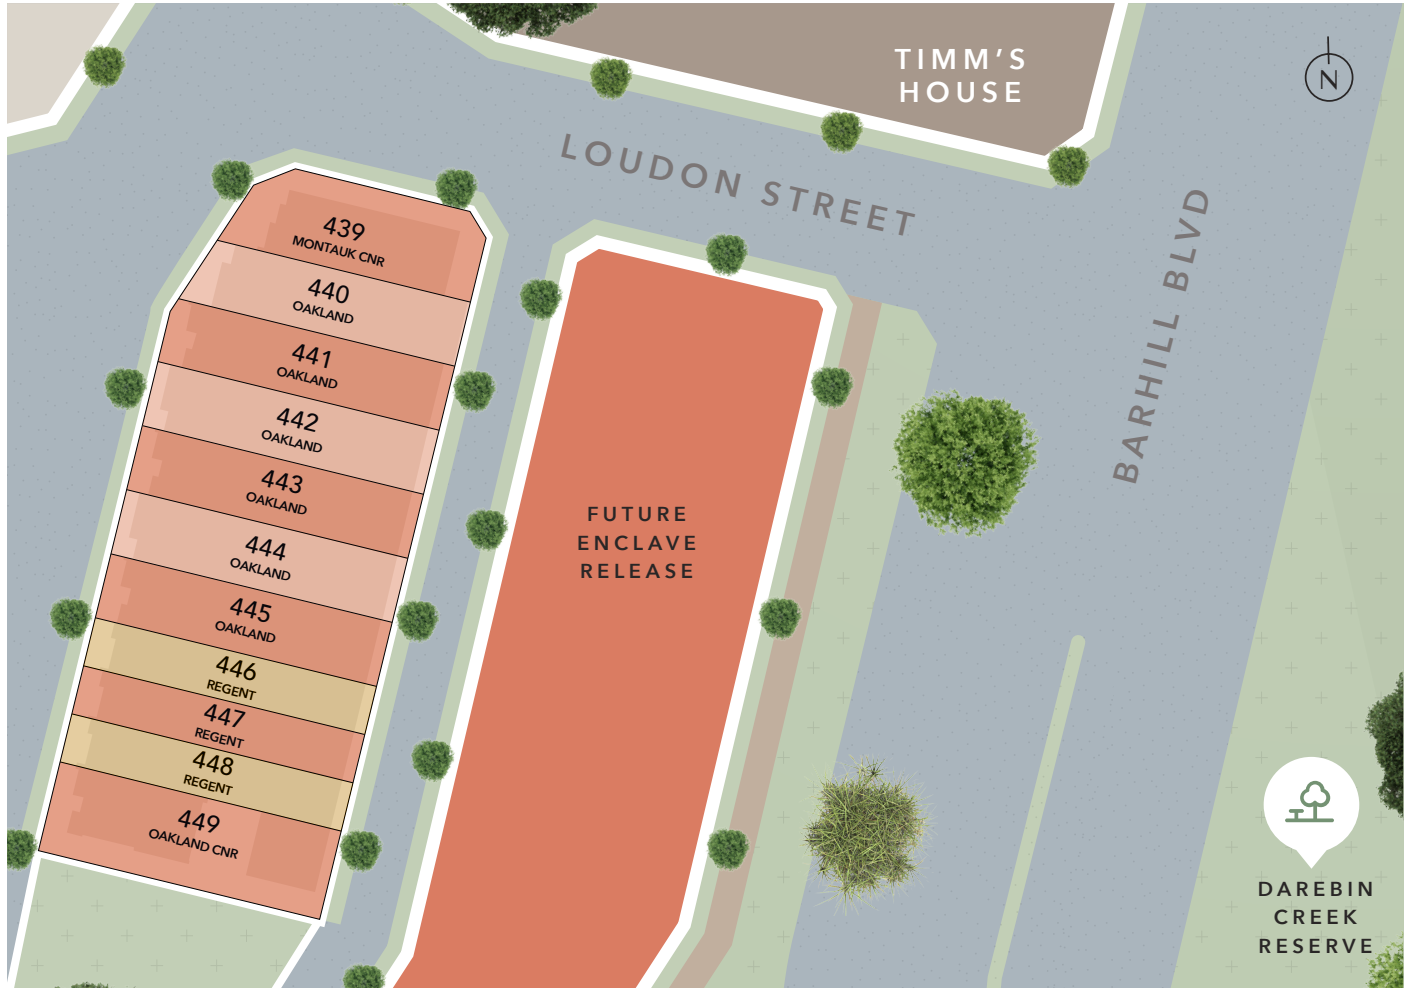 TIMM'S
HOUSE
N
LOUDON STREET
BARHILL BLVD
439
MONTAUK CNR
440
OAKLAND
441
OAKLAND
442
OAKLAND
443
OAKLAND
444
OAKLAND
445
OAKLAND
446
REGENT
447
REGENT
448
REGENT
449
OAKLAND CNR
FUTURE
ENCLAVE
RELEASE
DAREBIN
CREEK
RESERVE